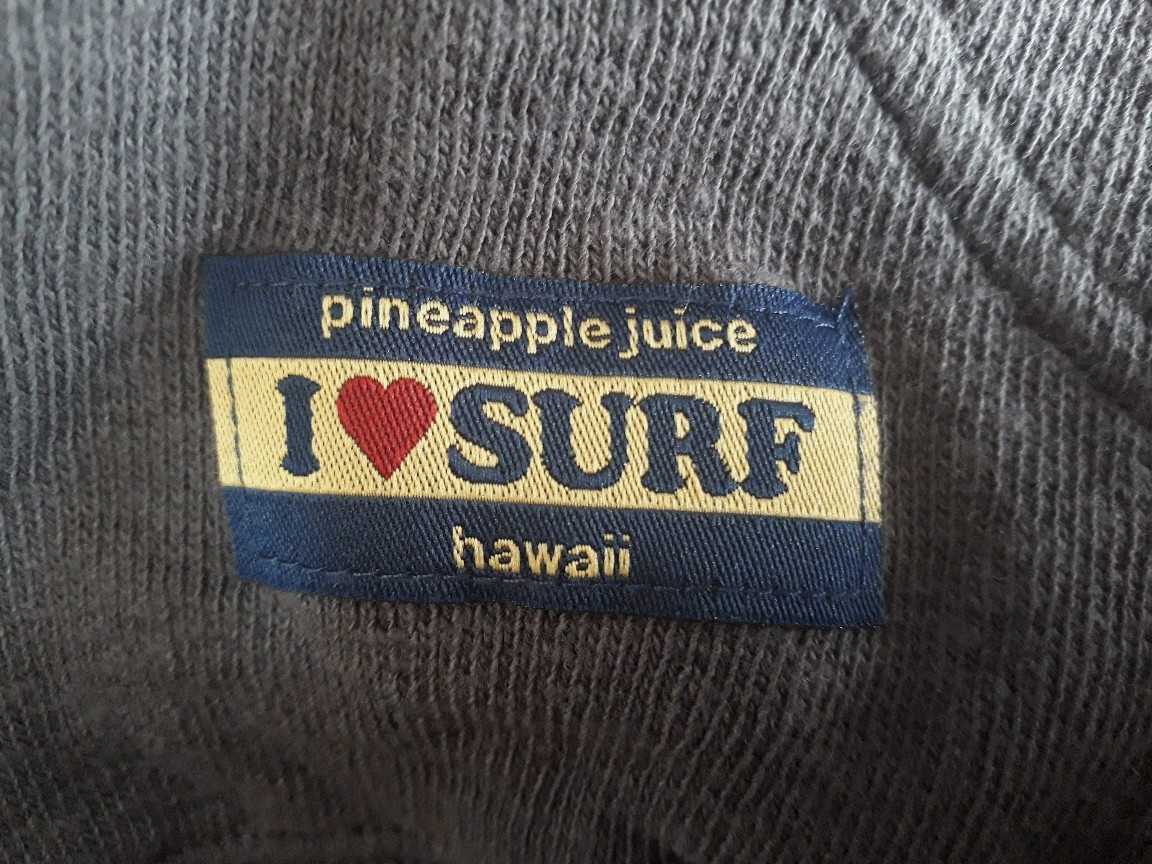 pineapple juice
I ❤ SURF
hawaii